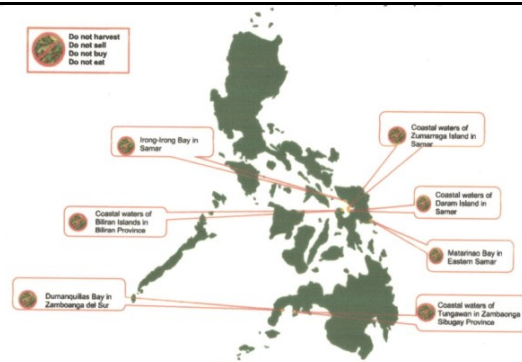 Do not harvest
Do not sell
Do not buy
Do not eat
Irong-Irong Bay in
Samar
Coastal waters of
Zumarraga Island in
Samar
Coastal waters of
Biliran Islands in
Biliran Province
Coastal waters of
Daram Island in
Samar
Matarinao Bay in
Eastern Samar
Dumanquillas Bay in
Zamboanga del Sur
Coastal waters of
Tungawan in Zambaonga
Sibugay Province